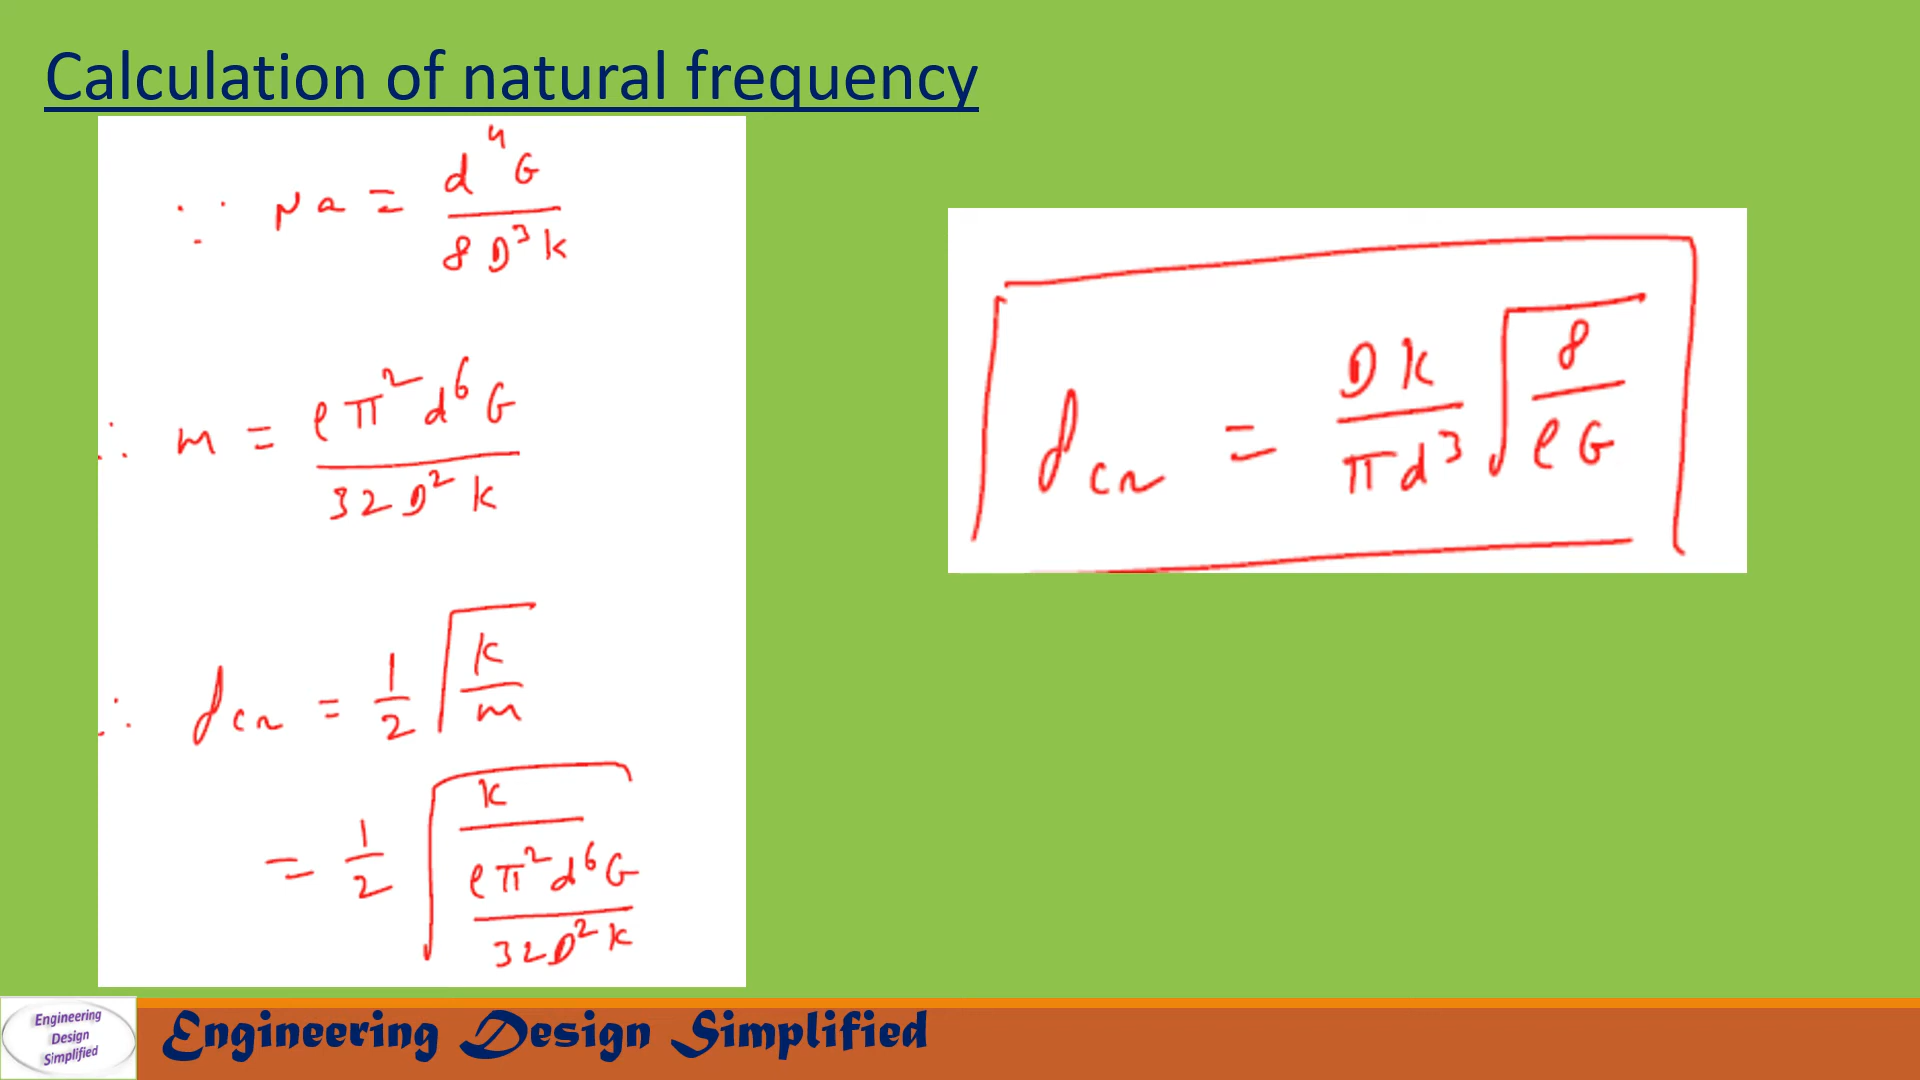 Calculation of natural frequency
∵ Na = d⁴G / 8D³k
∴ m = ρπ²d⁶G / 32D²k
∴ fcr = 1/2 √(k/m)
= 1/2 √(k / (ρπ²d⁶G / 32D²k))
fcr = Dk / πd³ √(8 / ρG)
Engineering
Design
Simplified
Engineering Design Simplified